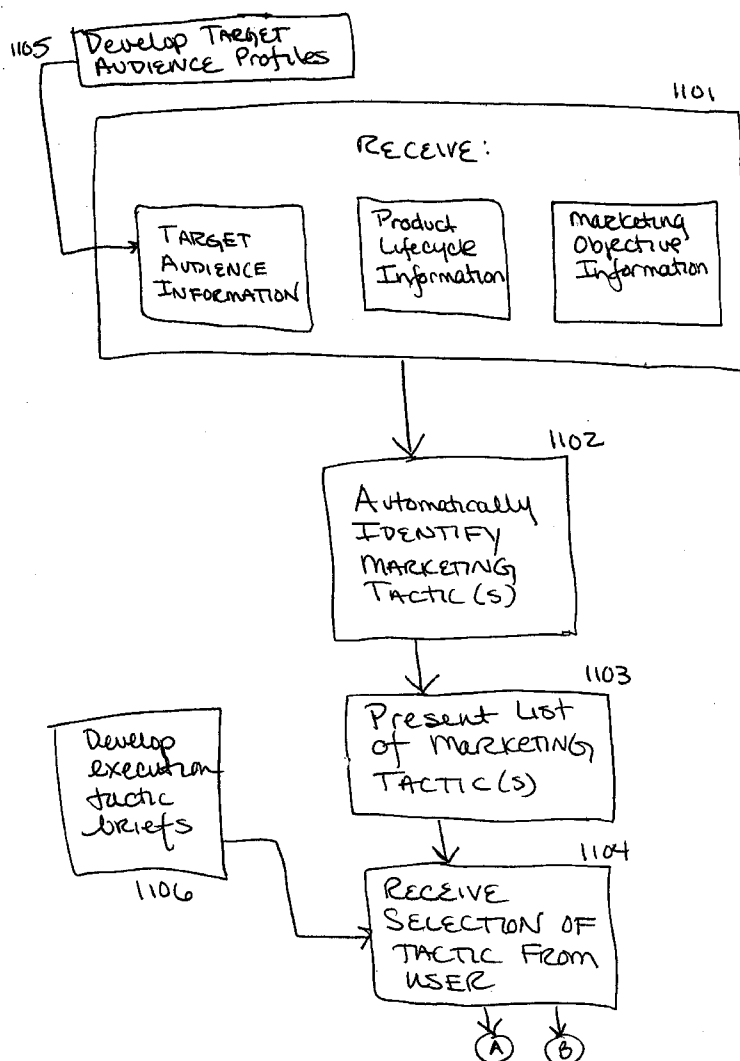 1105
Develop TARGET
AUDIENCE Profiles
1101
RECEIVE:
TARGET
AUDIENCE
INFORMATION
Product
Lifecycle
Information
Marketing
Objective
Information
1102
Automatically
IDENTIFY
MARKETING
TACTIC(S)
1103
Present List
of MARKETING
TACTIC(S)
Develop
execution
tactic
briefs
1106
1104
RECEIVE
SELECTION OF
TACTIC FROM
USER
A
B